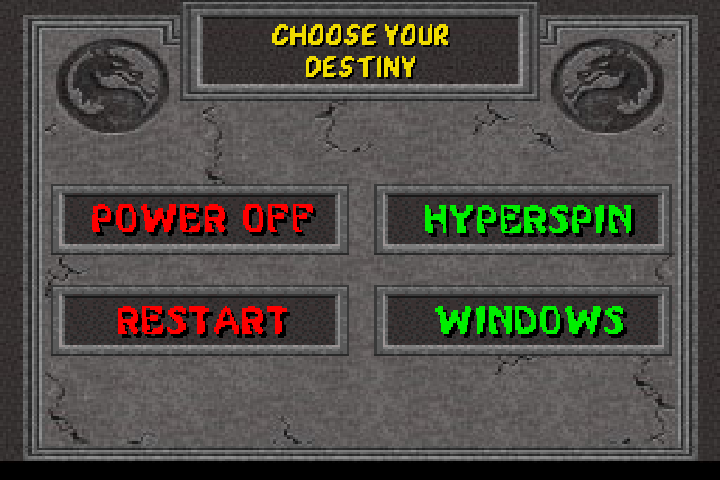 CHOOSE YOUR
DESTINY
POWER OFF
HYPERSPIN
RESTART
WINDOWS